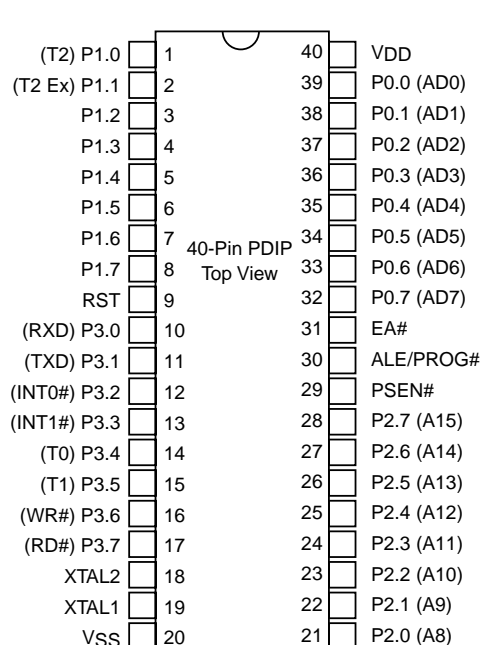 (T2) P1.0 1 40 VDD
(T2 Ex) P1.1 2 39 P0.0 (AD0)
P1.2 3 38 P0.1 (AD1)
P1.3 4 37 P0.2 (AD2)
P1.4 5 36 P0.3 (AD3)
P1.5 6 35 P0.4 (AD4)
P1.6 7 40-Pin PDIP 34 P0.5 (AD5)
P1.7 8 Top View 33 P0.6 (AD6)
RST 9 32 P0.7 (AD7)
(RXD) P3.0 10 31 EA#
(TXD) P3.1 11 30 ALE/PROG#
(INT0#) P3.2 12 29 PSEN#
(INT1#) P3.3 13 28 P2.7 (A15)
(T0) P3.4 14 27 P2.6 (A14)
(T1) P3.5 15 26 P2.5 (A13)
(WR#) P3.6 16 25 P2.4 (A12)
(RD#) P3.7 17 24 P2.3 (A11)
XTAL2 18 23 P2.2 (A10)
XTAL1 19 22 P2.1 (A9)
VSS 20 21 P2.0 (A8)